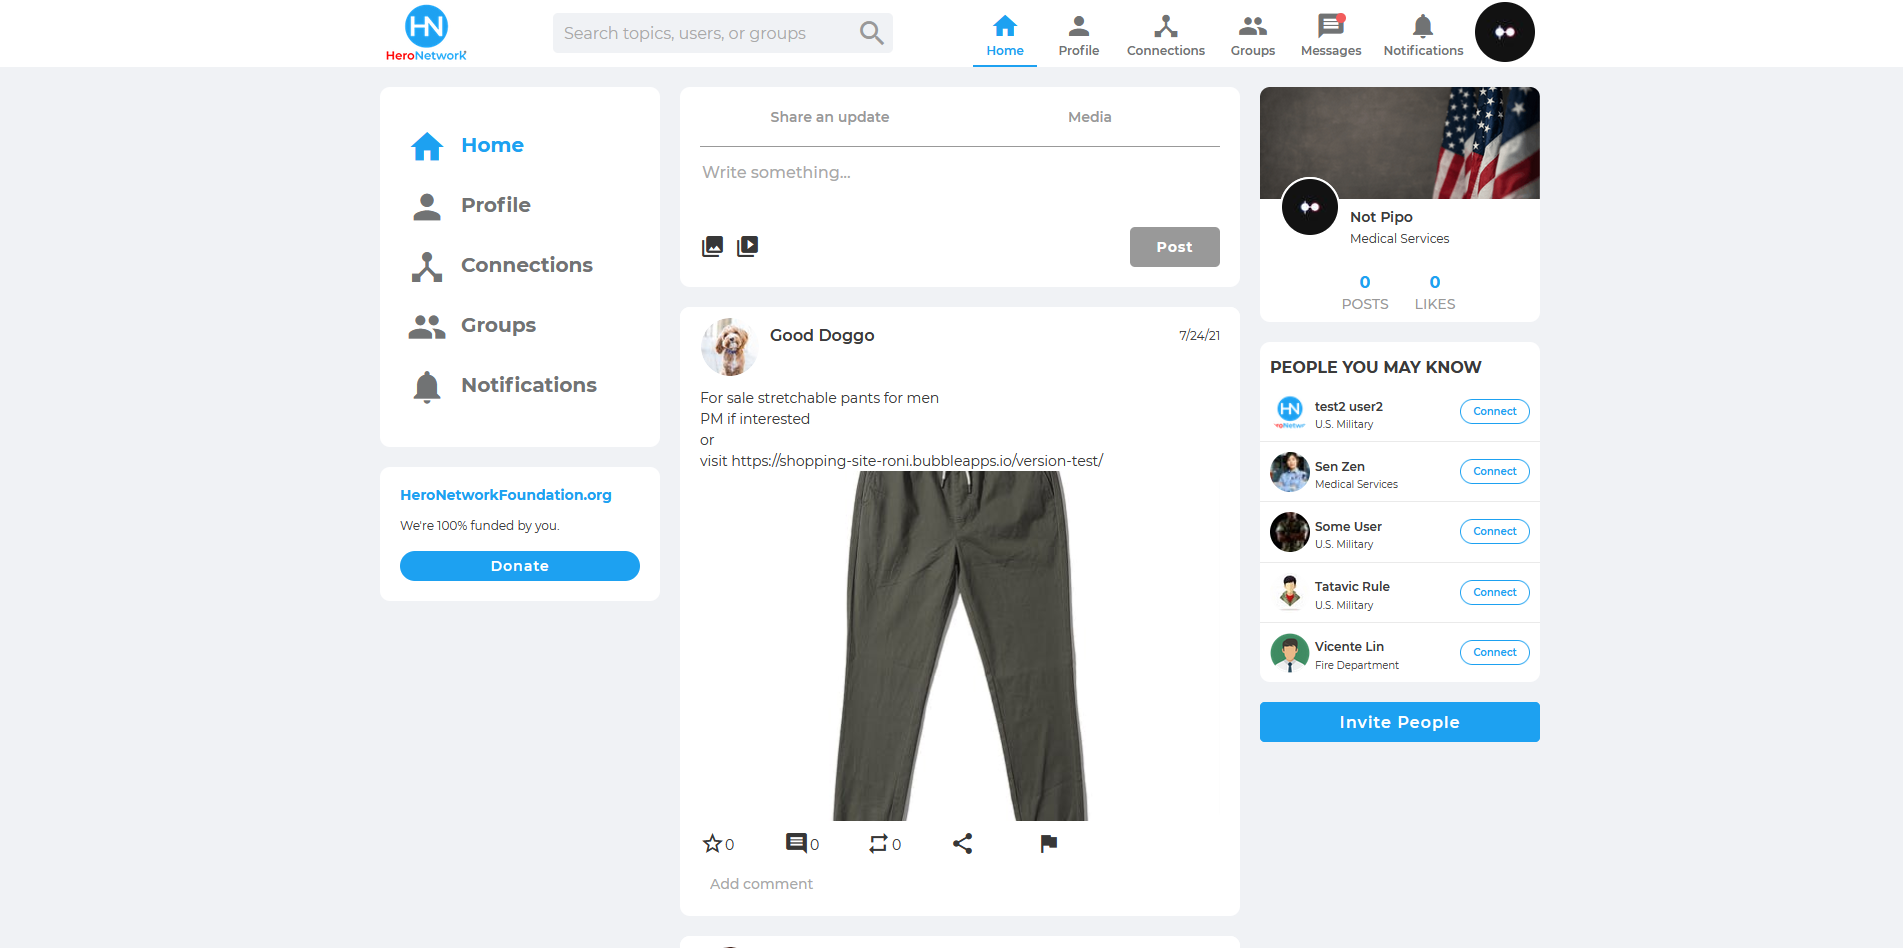 HN
HeroNetwork
Search topics, users, or groups
Home
Profile
Connections
Groups
Messages
Notifications
Home
Profile
Connections
Groups
Notifications
HeroNetworkFoundation.org
We're 100% funded by you.
Donate
Share an update
Media
Write something...
Post
Good Doggo
7/24/21
For sale stretchable pants for men
PM if interested
or
visit https://shopping-site-roni.bubbleapps.io/version-test/
0
0
0
Add comment
Not Pipo
Medical Services
0
0
POSTS
LIKES
PEOPLE YOU MAY KNOW
HN
roNetwor
test2 user2
U.S. Military
Connect
Sen Zen
Medical Services
Connect
Some User
U.S. Military
Connect
Tatavic Rule
U.S. Military
Connect
Vicente Lin
Fire Department
Connect
Invite People